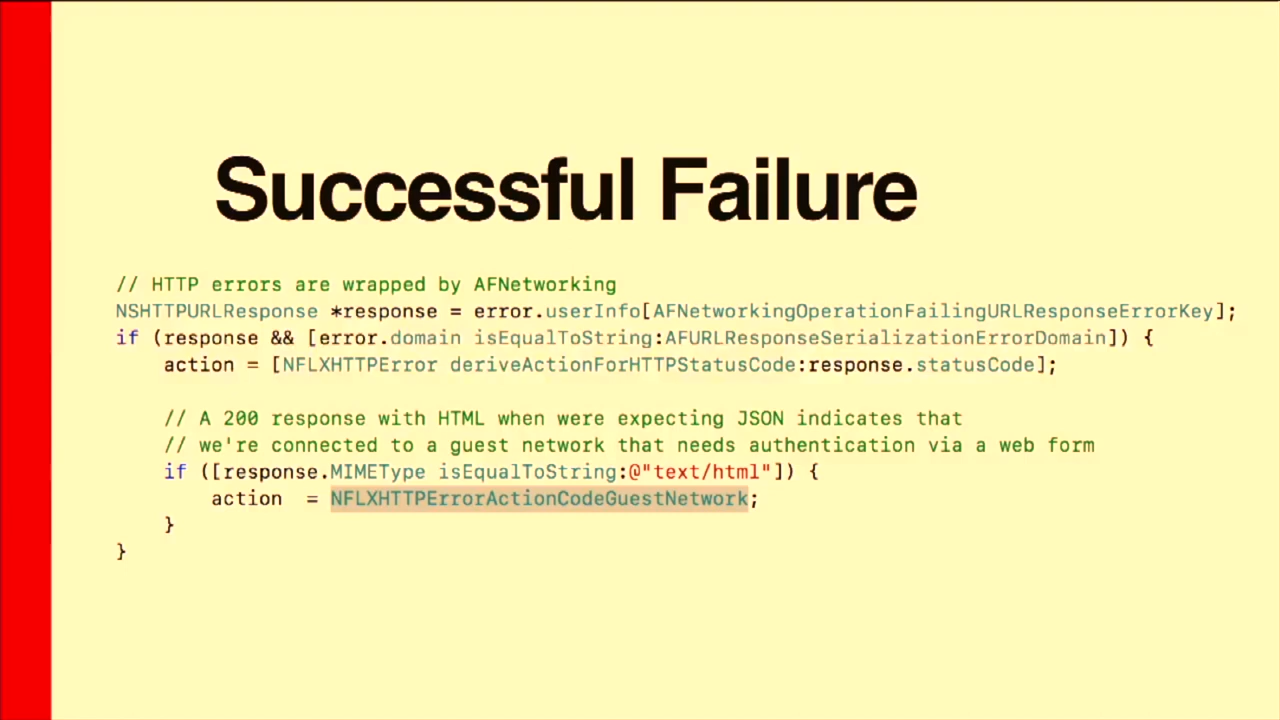 Successful Failure
// HTTP errors are wrapped by AFNetworking
NSHTTPURLResponse *response = error.userInfo[AFNetworkingOperationFailingURLResponseErrorKey];
if (response && [error.domain isEqualToString:AFURLResponseSerializationErrorDomain]) {
action = [NFLXHTTPError deriveActionForHTTPStatusCode:response.statusCode];
// A 200 response with HTML when were expecting JSON indicates that
// we're connected to a guest network that needs authentication via a web form
if ([response.MIMEType isEqualToString:@"text/html"]) {
action = NFLXHTTPErrorActionCodeGuestNetwork;
}
}